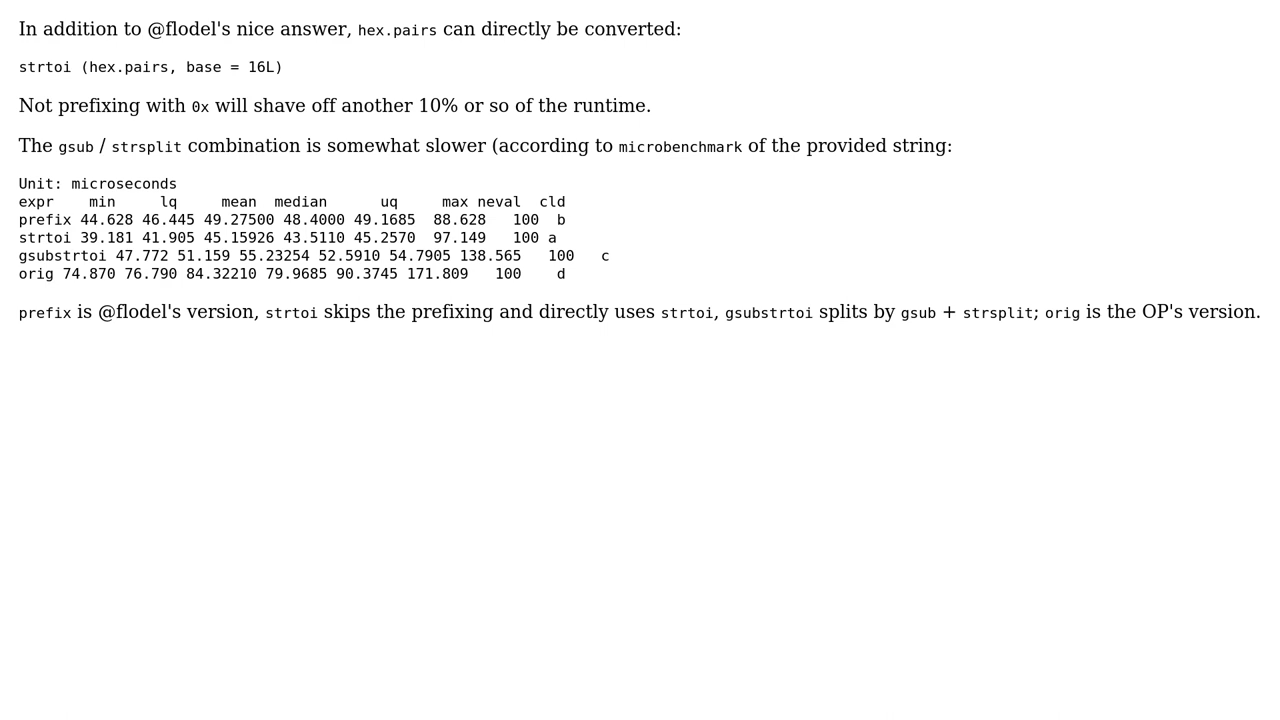 In addition to @flodel's nice answer, hex.pairs can directly be converted:
strtoi (hex.pairs, base = 16L)
Not prefixing with 0x will shave off another 10% or so of the runtime.
The gsub / strsplit combination is somewhat slower (according to microbenchmark of the provided string:
Unit: microseconds
expr    min     lq     mean  median      uq     max neval  cld
prefix 44.628 46.445 49.27500 48.4000 49.1685  88.628   100  b
strtoi 39.181 41.905 45.15926 43.5110 45.2570  97.149   100 a
gsubstrtoi 47.772 51.159 55.23254 52.5910 54.7905 138.565   100   c
orig 74.870 76.790 84.32210 79.9685 90.3745 171.809   100    d
prefix is @flodel's version, strtoi skips the prefixing and directly uses strtoi, gsubstrtoi splits by gsub + strsplit; orig is the OP's version.